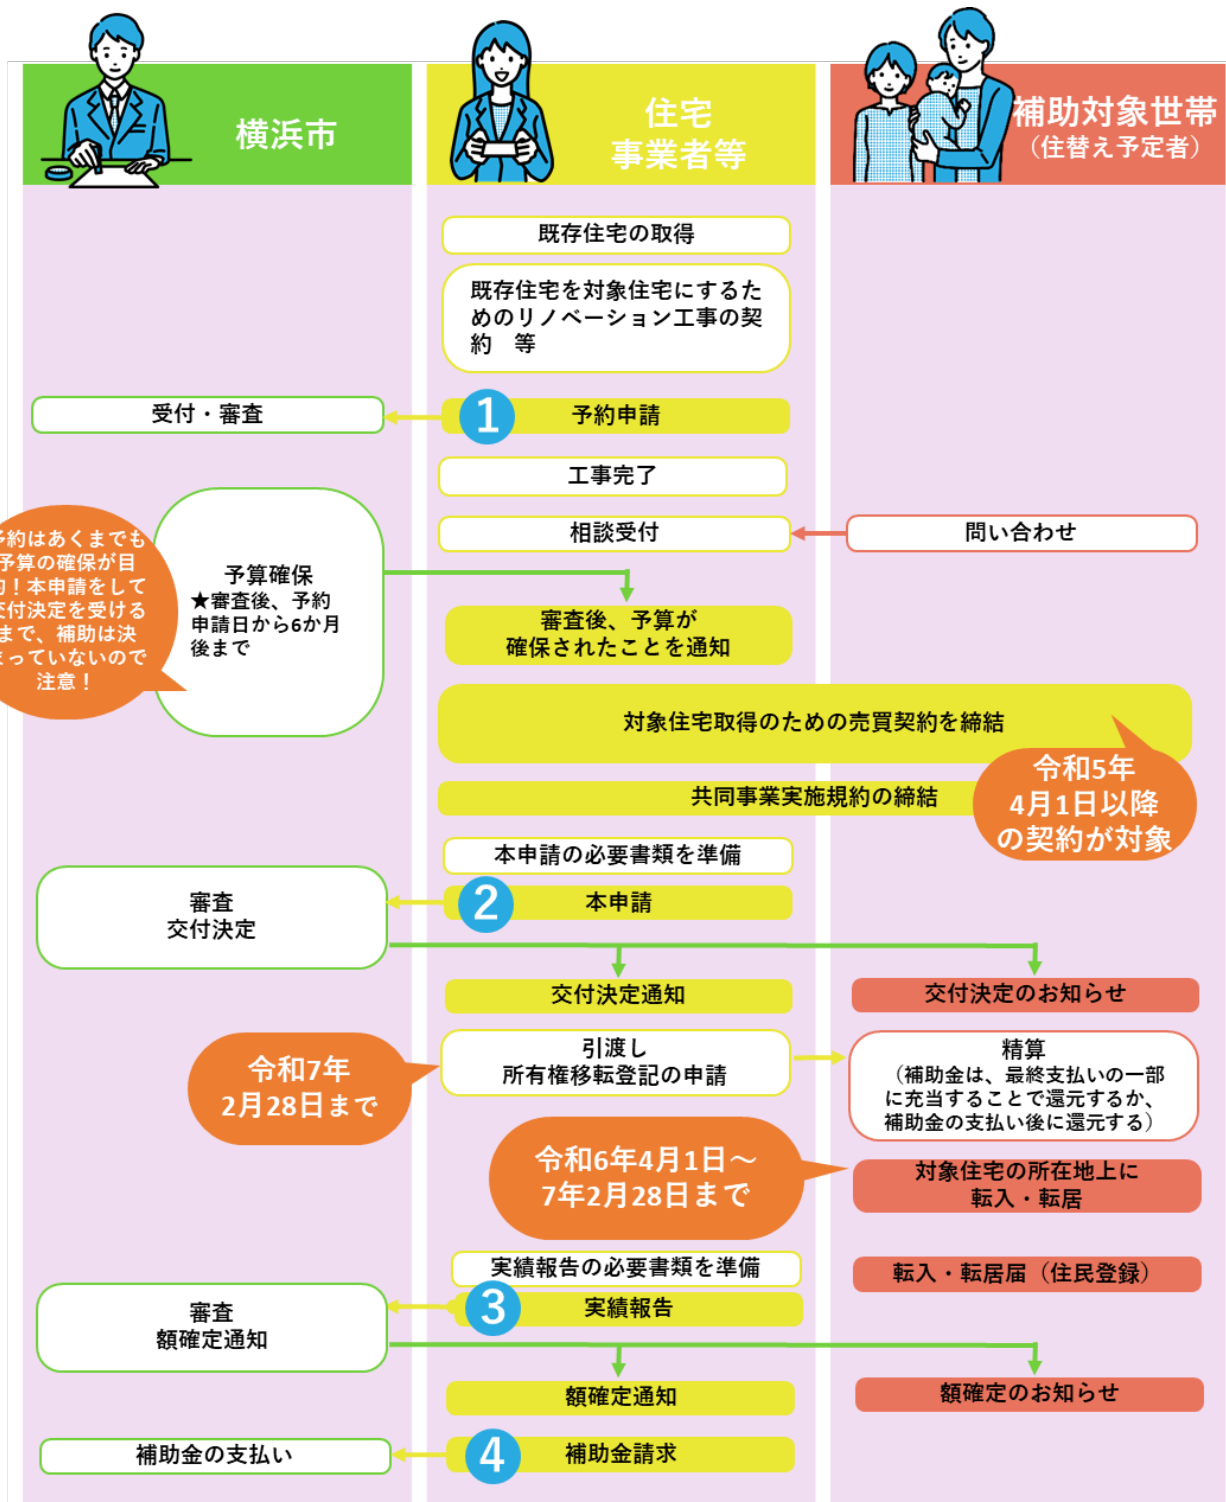 横浜市
住宅
事業者等
補助対象世帯
（住替え予定者）
既存住宅の取得
既存住宅を対象住宅にするた
めのリノベーション工事の契
約　等
受付・審査
1
予約申請
工事完了
相談受付
問い合わせ
予約はあくまでも
予算の確保が目
的！本申請をして
交付決定を受ける
まで、補助は決
まっていないので
注意！
予算確保
★審査後、予約
申請日から6か月
後まで
審査後、予算が
確保されたことを通知
対象住宅取得のための売買契約を締結
令和5年
4月1日以降
の契約が対象
共同事業実施規約の締結
本申請の必要書類を準備
審査
交付決定
2
本申請
交付決定通知
交付決定のお知らせ
令和7年
2月28日まで
引渡し
所有権移転登記の申請
精算
（補助金は、最終支払いの一部
に充当することで還元するか、
補助金の支払い後に還元する）
令和6年4月1日～
7年2月28日まで
対象住宅の所在地上に
転入・転居
実績報告の必要書類を準備
転入・転居届（住民登録）
審査
額確定通知
3
実績報告
額確定通知
額確定のお知らせ
補助金の支払い
4
補助金請求